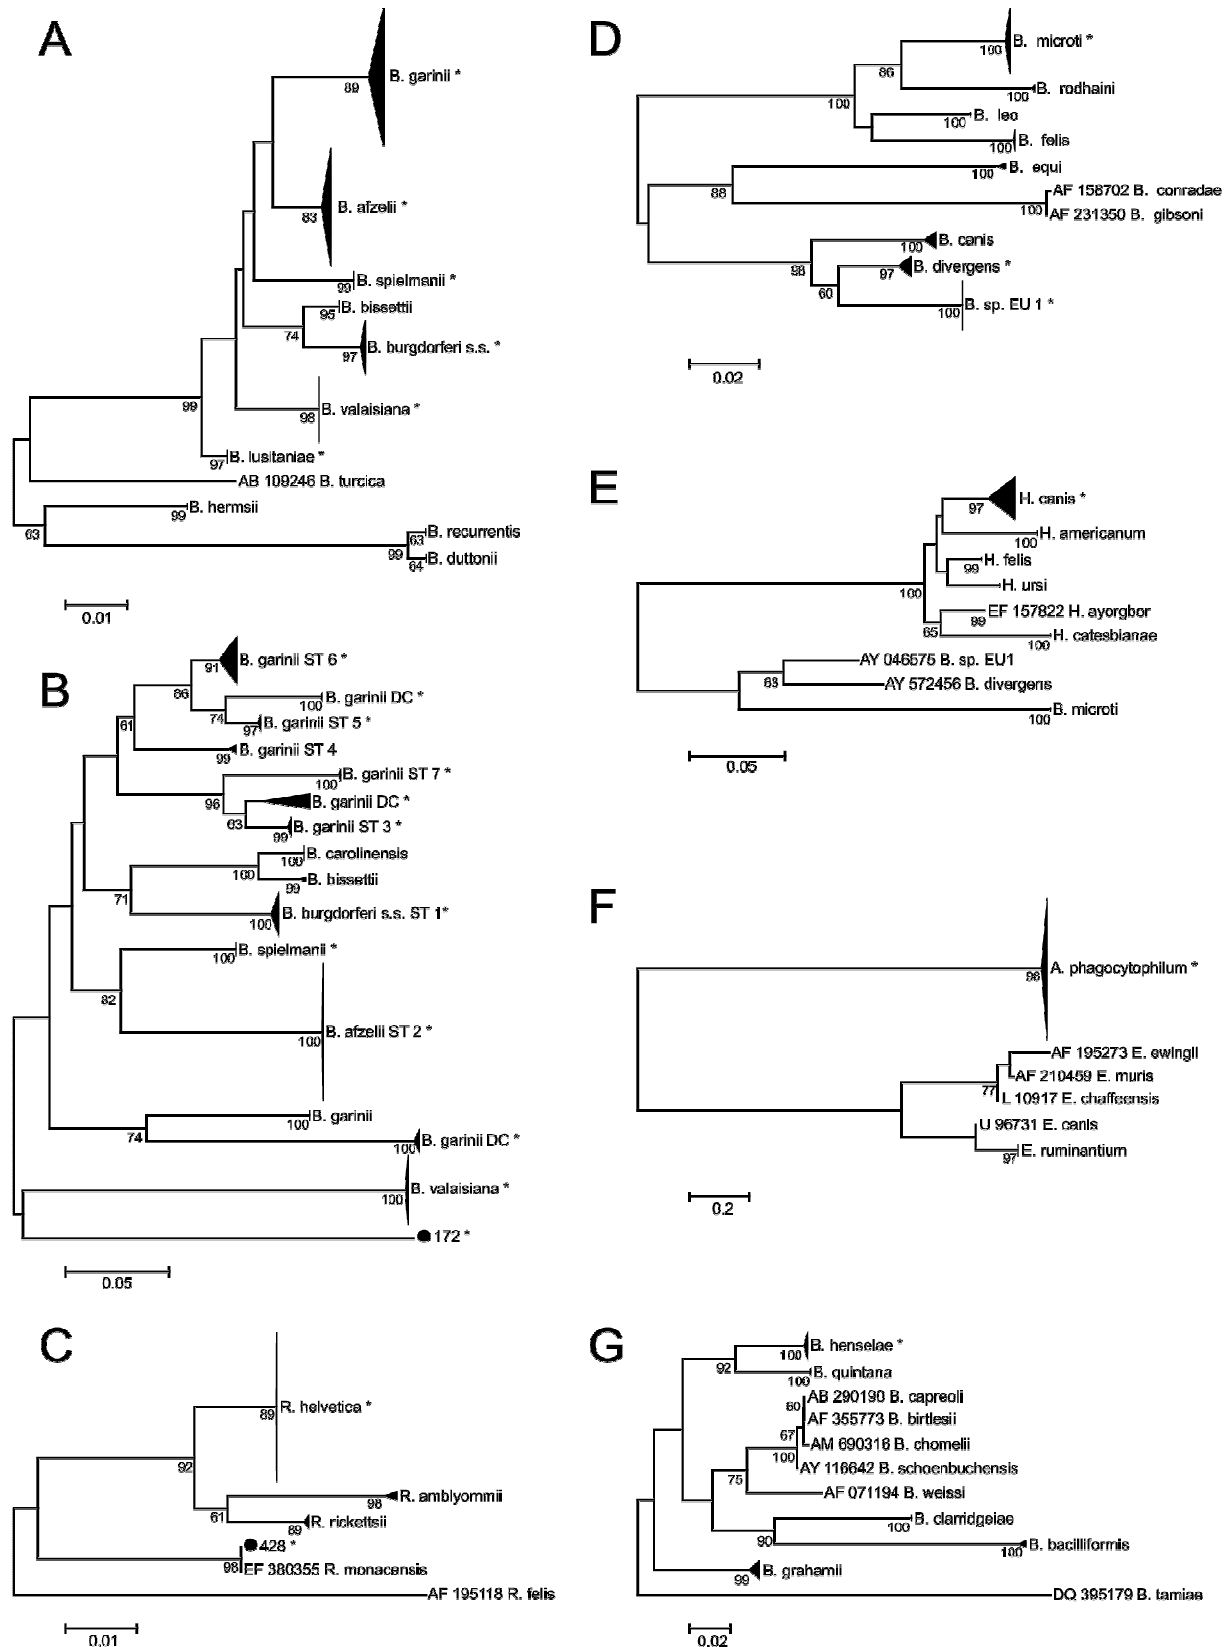 A
B. garinii *
89
B. afzelii *
83
B. spielmanii *
99
B. bissettii
95
74
B. burgdorferi s.s. *
97
B. valaisiana *
98
99
B. lusitaniae *
97
AB 109246 B. turcica
B. hermsii
99
63
B. recurrentis
63
99
B. duttonii
64
0.01
B
B. garinii ST 6 *
91
86
B. garinii DC *
100
74
B. garinii ST 5 *
97
61
B. garinii ST 4
99
B. garinii ST 7 *
100
96
B. garinii DC *
63
B. garinii ST 3 *
99
B. carolinensis
100
100
B. bissettii
99
71
B. burgdorferi s.s. ST 1*
100
B. spielmanii *
100
82
B. afzelii ST 2 *
100
B. garinii
100
74
B. garinii DC *
100
B. valaisiana *
100
172 *
0.05
C
R. helvetica *
89
92
R. amblyommii
98
61
R. rickettsii
89
428 *
98
EF 380355 R. monacensis
AF 195118 R. felis
0.01
D
B. microti *
100
86
B. rodhaini
100
100
B. leo
100
B. felis
100
B. equi
100
88
AF 158702 B. conradae
100
AF 231350 B. gibsoni
B. canis
100
98
B. divergens *
97
60
B. sp. EU 1 *
100
0.02
E
H. canis *
97
H. americanum
100
H. felis
99
H. ursi
100
EF 157822 H. ayorgbor
99
65
H. catesbianae
100
AY 046575 B. sp. EU1
68
AY 572456 B. divergens
B. microti
100
0.05
F
A. phagocytophilum *
96
AF 195273 E. ewingii
AF 210459 E. muris
77
L 10917 E. chaffeensis
U 96731 E. canis
E. ruminantium
97
0.2
G
B. henselae *
100
92
B. quintana
100
AB 290190 B. capreoli
60
AF 355773 B. birtlesii
67
AM 690316 B. chomelii
100
AY 116642 B. schoenbuchensis
75
AF 071194 B. weissi
B. clarridgeiae
100
90
B. bacilliformis
100
B. grahamii
99
DQ 395179 B. tamiae
0.02